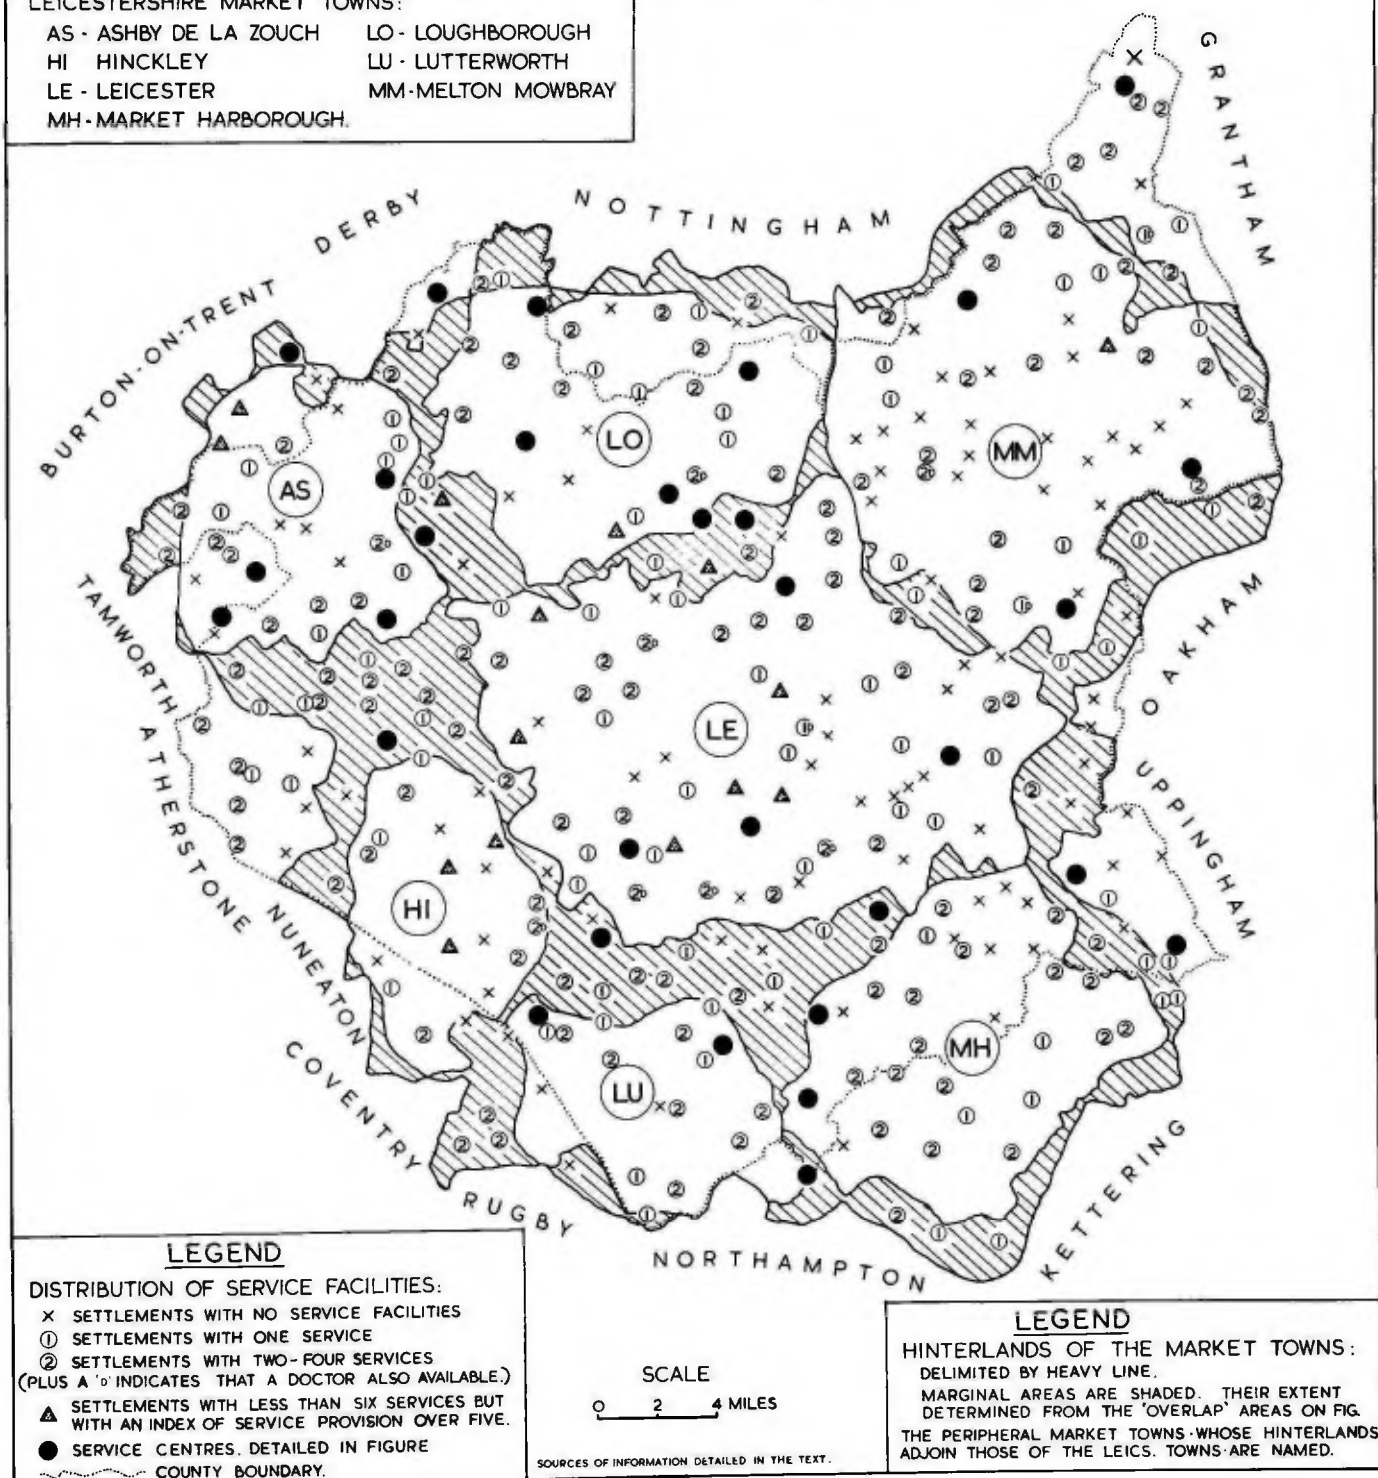 LEICESTERSHIRE MARKET TOWNS:
AS - ASHBY DE LA ZOUCH
LO - LOUGHBOROUGH
HI HINCKLEY
LU - LUTTERWORTH
LE - LEICESTER
MM-MELTON MOWBRAY
MH-MARKET HARBOROUGH.
GRANTHAM
NOTTINGHAM
DERBY
BURTON-ON-TRENT
TAMWORTH
ATHERSTONE
NUNEATON
COVENTRY
RUGBY
NORTHAMPTON
KETTERING
UPPINGHAM
OAKHAM
LO
MM
AS
LE
HI
MH
LU
LEGEND
DISTRIBUTION OF SERVICE FACILITIES:
X SETTLEMENTS WITH NO SERVICE FACILITIES
① SETTLEMENTS WITH ONE SERVICE
② SETTLEMENTS WITH TWO-FOUR SERVICES
(PLUS A 'D' INDICATES THAT A DOCTOR ALSO AVAILABLE.)
SETTLEMENTS WITH LESS THAN SIX SERVICES BUT
WITH AN INDEX OF SERVICE PROVISION OVER FIVE.
SERVICE CENTRES. DETAILED IN FIGURE
COUNTY BOUNDARY.
SCALE
0 2 4 MILES
SOURCES OF INFORMATION DETAILED IN THE TEXT.
LEGEND
HINTERLANDS OF THE MARKET TOWNS:
DELIMITED BY HEAVY LINE.
MARGINAL AREAS ARE SHADED. THEIR EXTENT
DETERMINED FROM THE 'OVERLAP' AREAS ON FIG.
THE PERIPHERAL MARKET TOWNS·WHOSE HINTERLANDS
ADJOIN THOSE OF THE LEICS. TOWNS·ARE NAMED.